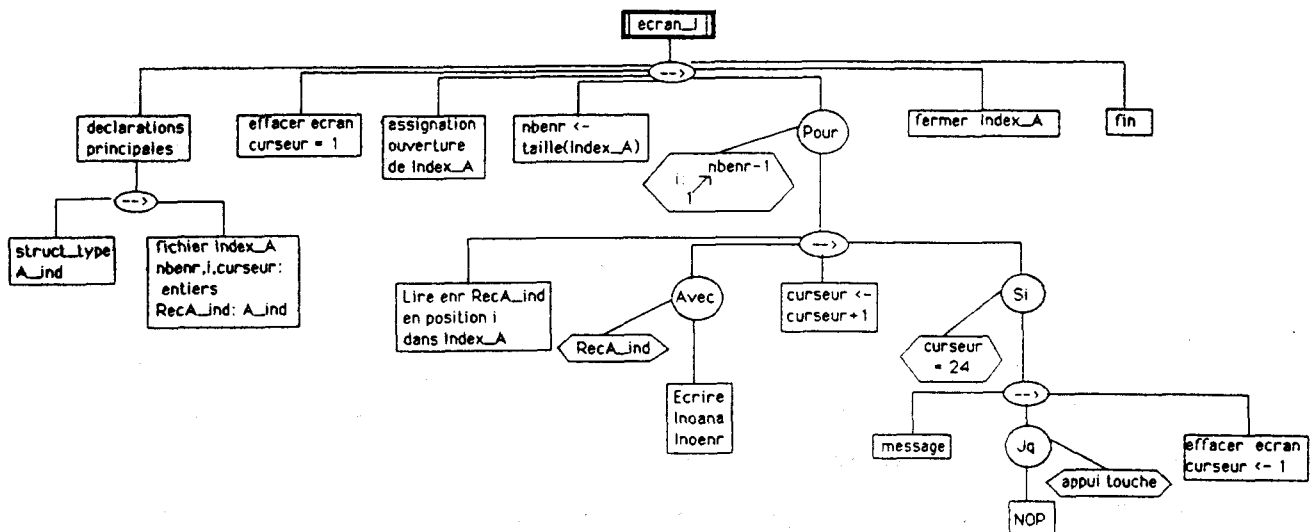 ecran_i
-->
declarations
principales
effacer ecran
curseur = 1
assignation
ouverture
de Index_A
nbenr <-
taille(Index_A)
Pour
i: 1 ↗ nbenr-1
fermer Index_A
fin
-->
struct_type
A_ind
fichier Index_A
nbenr,i,curseur:
entiers
RecA_ind: A_ind
-->
Lire enr RecA_ind
en position i
dans Index_A
Avec
RecA_ind
Ecrire
Inoana
Inoenr
curseur <-
curseur+1
Si
curseur
= 24
-->
message
Jq
appui touche
NOP
effacer ecran
curseur <- 1